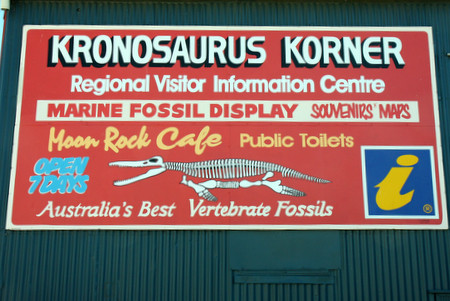 KRONOSAURUS KORNER
Regional Visitor Information Centre
MARINE FOSSIL DISPLAY SOUVENIRS MAPS
Moon Rock Cafe Public Toilets
OPEN
7 DAYS
i
®
Australia's Best Vertebrate Fossils